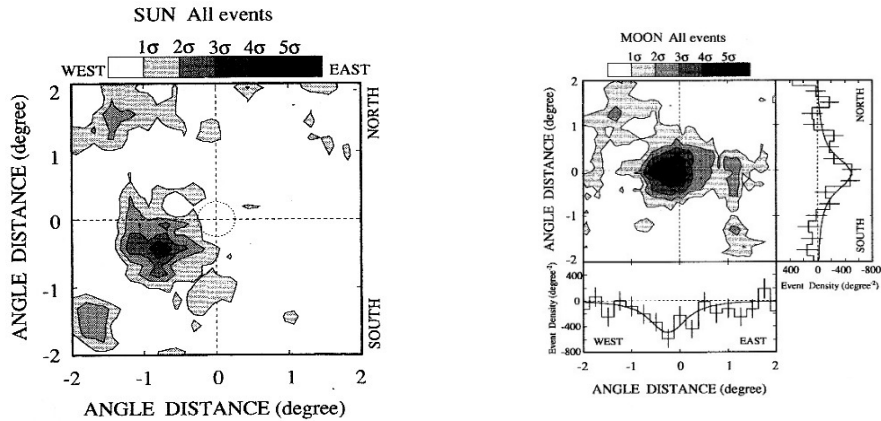 SUN All events
1σ 2σ 3σ 4σ 5σ
WEST EAST
2
1
0
-1
-2
ANGLE DISTANCE (degree)
NORTH
SOUTH
-2 -1 0 1 2
ANGLE DISTANCE (degree)
MOON All events
1σ 2σ 3σ 4σ 5σ
2
1
0
-1
-2
ANGLE DISTANCE (degree)
NORTH
SOUTH
400 0 -400 -800
Event Density (degree⁻²)
400
0
-400
-800
Event Density (degree⁻²)
WEST EAST
-2 -1 0 1 2
ANGLE DISTANCE (degree)